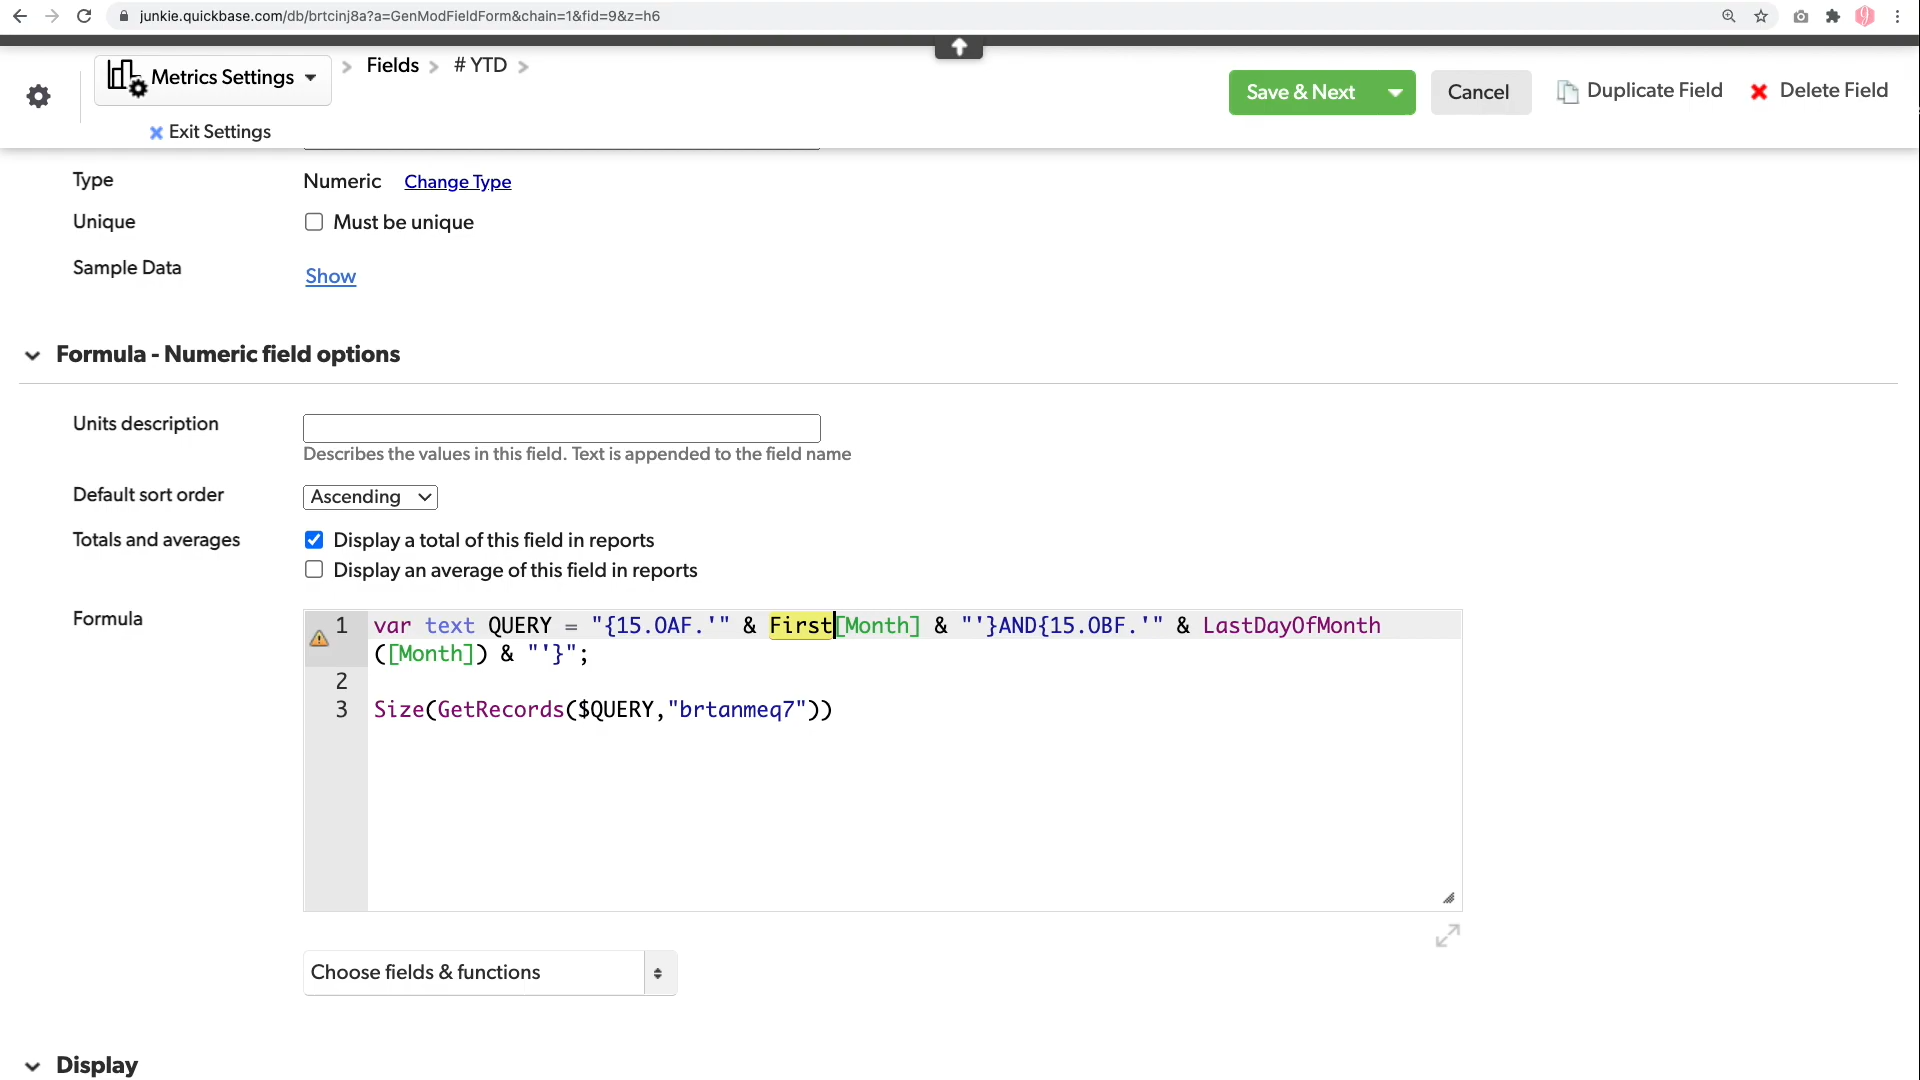 junkie.quickbase.com/db/brtcinj8a?a=GenModFieldForm&chain=1&fid=9&z=h6
Metrics Settings
Fields
# YTD
Save & Next
Cancel
Duplicate Field
Delete Field
Exit Settings
Type
Numeric
Change Type
Unique
Must be unique
Sample Data
Show
Formula - Numeric field options
Units description
Describes the values in this field. Text is appended to the field name
Default sort order
Ascending
Totals and averages
Display a total of this field in reports
Display an average of this field in reports
Formula
1 var text QUERY = "{15.OAF.'" & First[Month] & "'}AND{15.OBF.'" & LastDayOfMonth
([Month]) & "'}";
2
3 Size(GetRecords($QUERY,"brtanmeq7"))
Choose fields & functions
Display